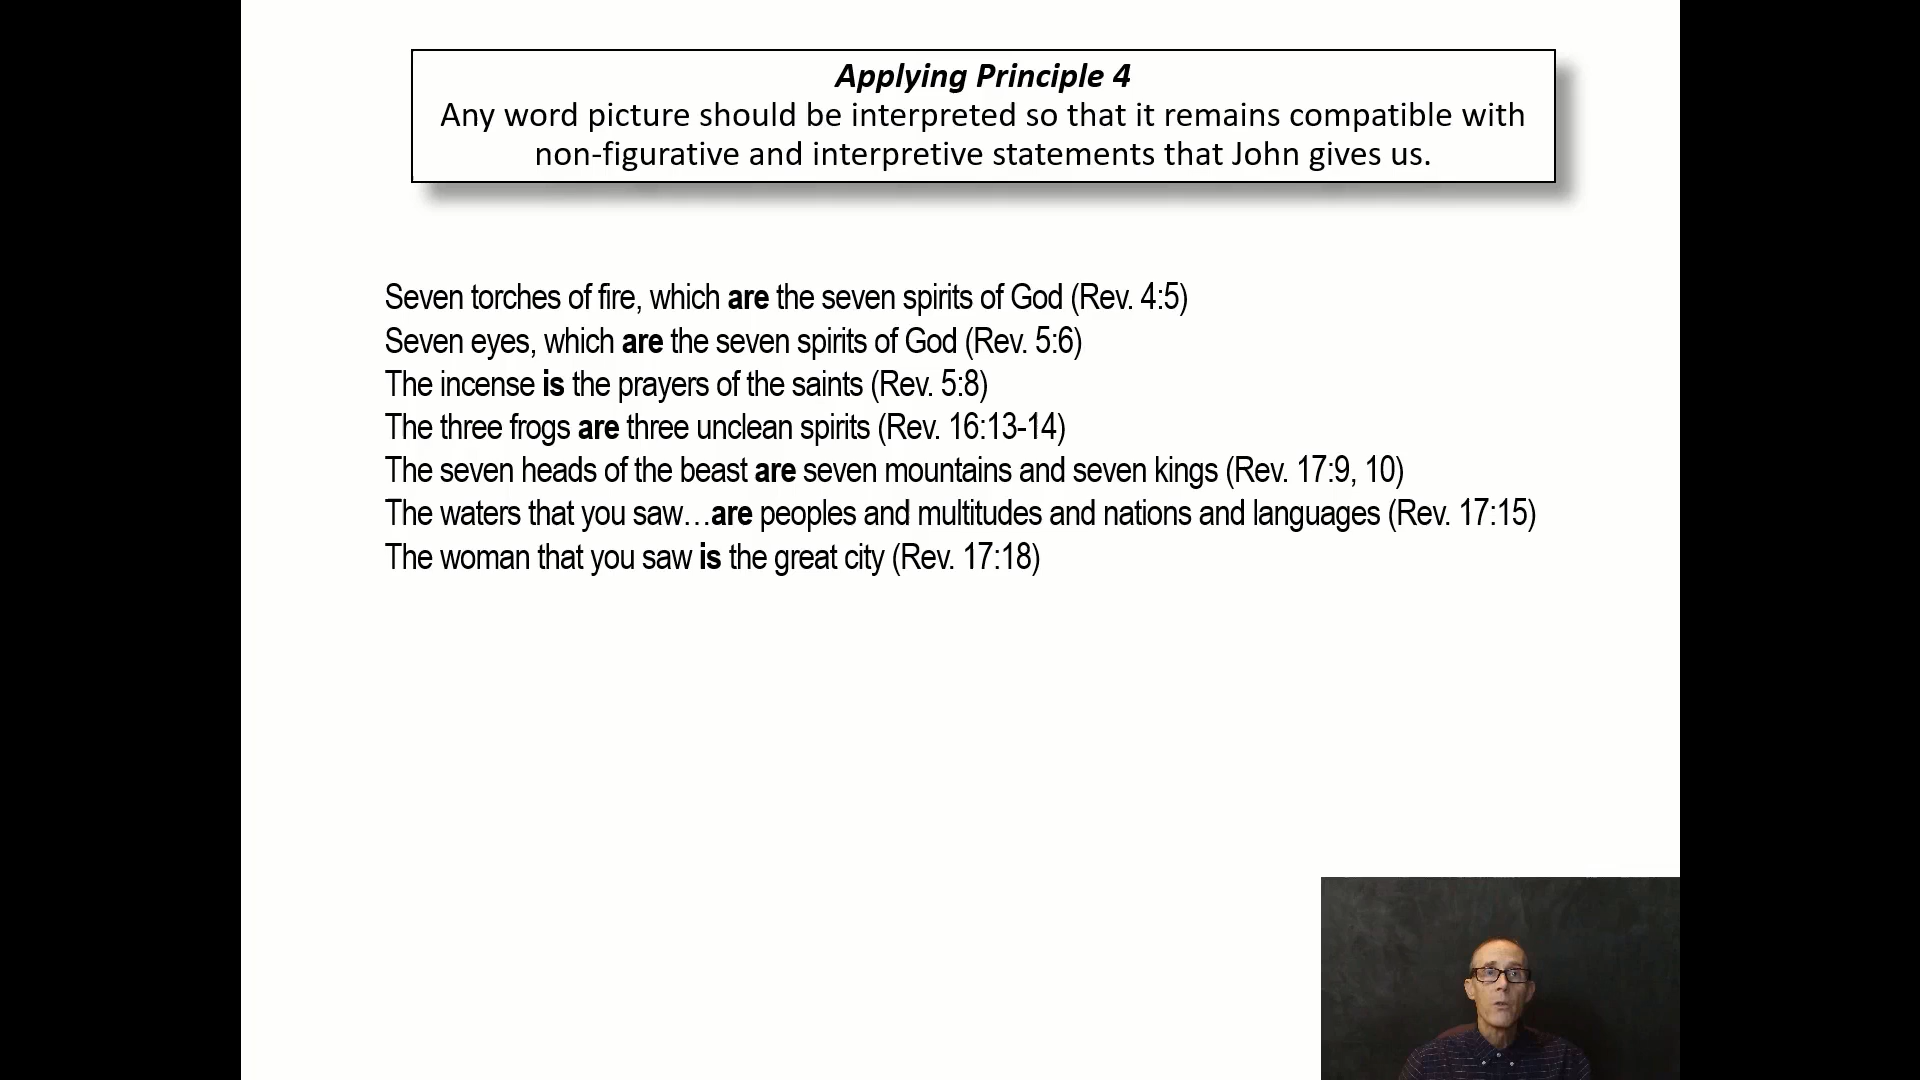 Applying Principle 4
Any word picture should be interpreted so that it remains compatible with
non-figurative and interpretive statements that John gives us.
Seven torches of fire, which are the seven spirits of God (Rev. 4:5)
Seven eyes, which are the seven spirits of God (Rev. 5:6)
The incense is the prayers of the saints (Rev. 5:8)
The three frogs are three unclean spirits (Rev. 16:13-14)
The seven heads of the beast are seven mountains and seven kings (Rev. 17:9, 10)
The waters that you saw…are peoples and multitudes and nations and languages (Rev. 17:15)
The woman that you saw is the great city (Rev. 17:18)